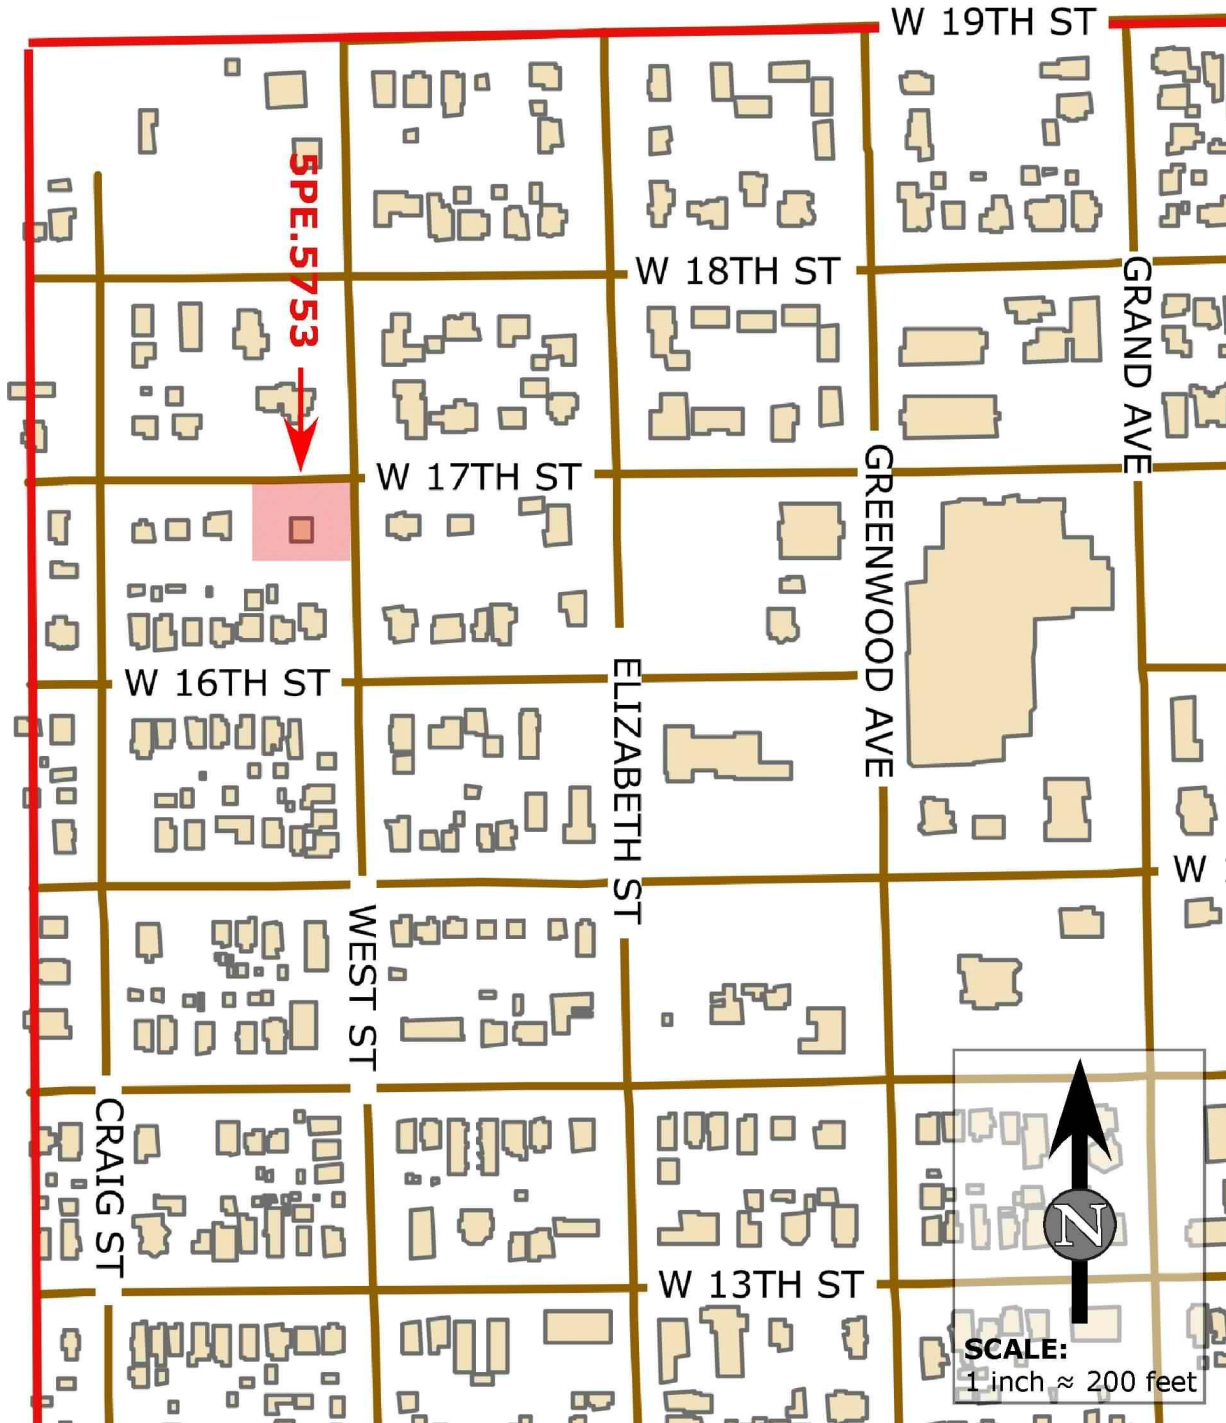 W 19TH ST
5PE.5753
W 18TH ST
GRAND AVE
W 17TH ST
GREENWOOD AVE
W 16TH ST
ELIZABETH ST
W
WEST ST
CRAIG ST
N
W 13TH ST
SCALE:
1 inch ≈ 200 feet